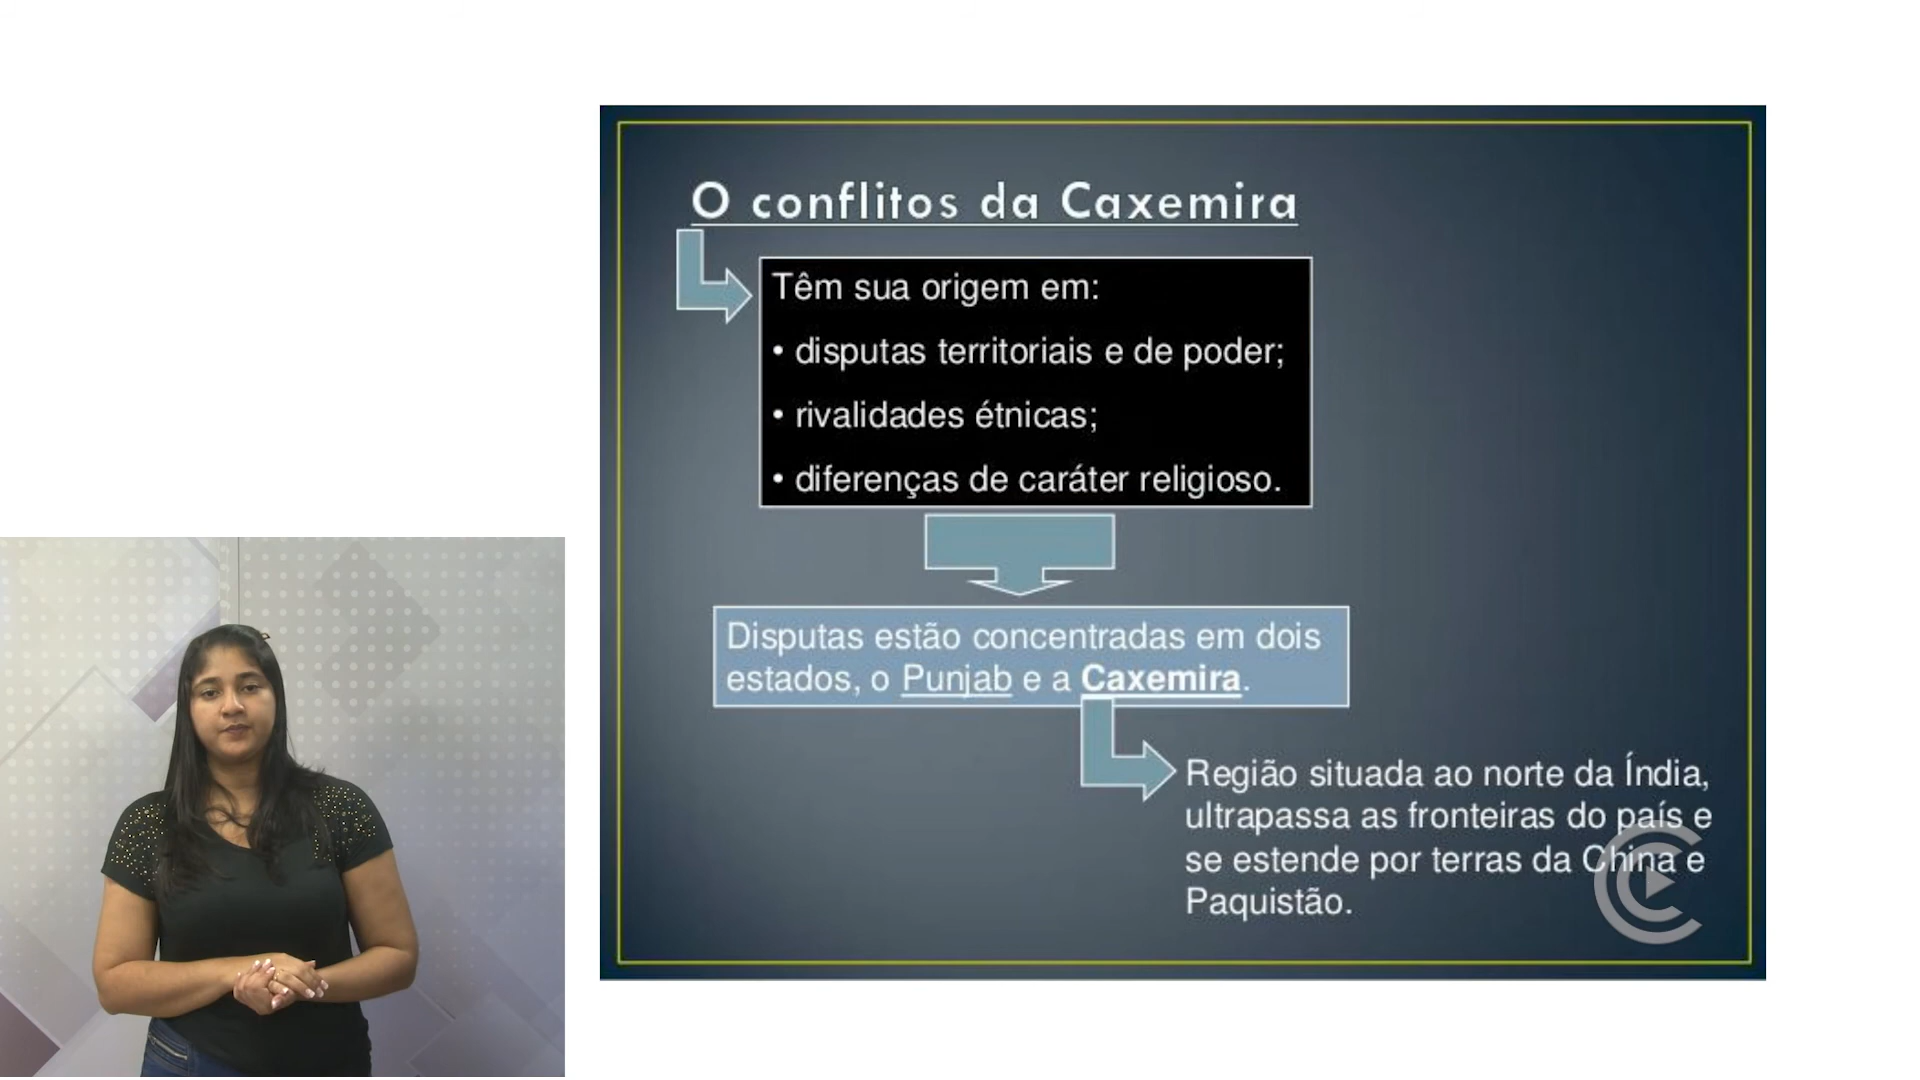 O conflitos da Caxemira
Têm sua origem em:
• disputas territoriais e de poder;
• rivalidades étnicas;
• diferenças de caráter religioso.
Disputas estão concentradas em dois
estados, o Punjab e a Caxemira.
Região situada ao norte da Índia,
ultrapassa as fronteiras do país e
se estende por terras da China e
Paquistão.